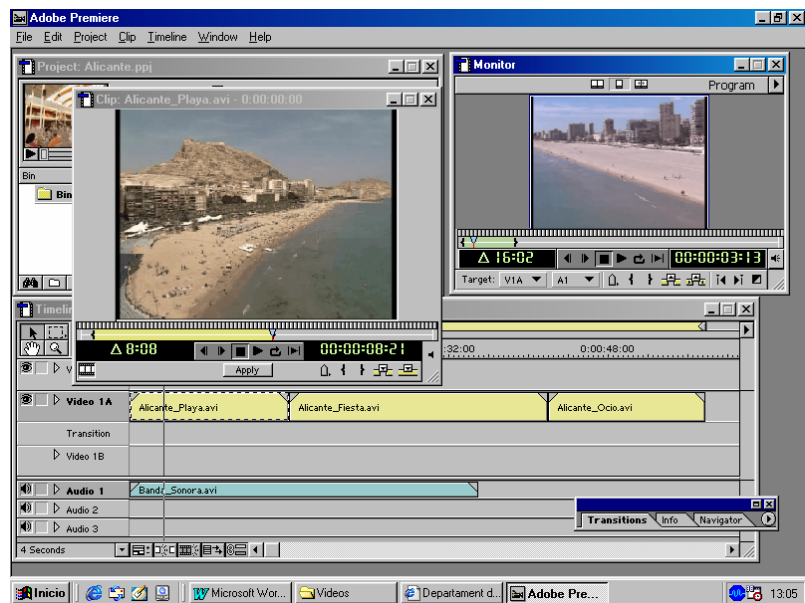 Adobe Premiere
File Edit Project Clip Timeline Window Help
Project: Alicante.ppj
Monitor
Program
Clip: Alicante_Playa.avi - 0:00:00:00
Bin
Bin
Δ 16:02 00:00:03:13
Target: V1A A1
Δ 8:08 00:00:08:21
Apply
Timelin
:32:00 0:00:48:00
V
Video 1A
Alicante_Playa.avi Alicante_Fiesta.avi Alicante_Ocio.avi
Transition
Video 1B
Audio 1
Banda_Sonora.avi
Audio 2
Audio 3
Transitions Info Navigator
4 Seconds
Inicio Microsoft Wor... Videos Departament d... Adobe Pre... 13:05